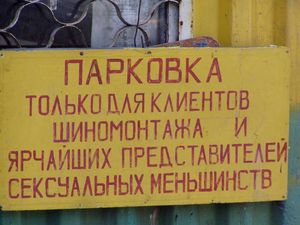 ПАРКОВКА
ТОЛЬКО ДЛЯ КЛИЕНТОВ
ШИНОМОНТАЖА И
ЯРЧАЙШИХ ПРЕДСТАВИТЕЛЕЙ
СЕКСУАЛЬНЫХ МЕНЬШИНСТВ